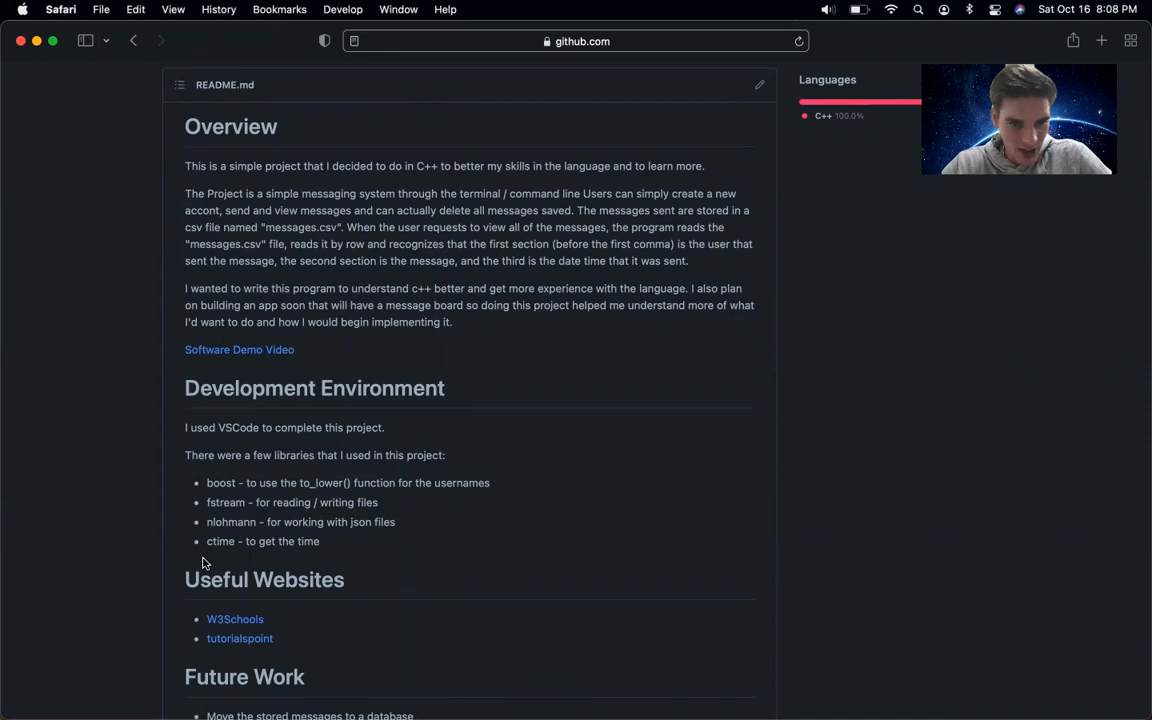 Safari File Edit View History Bookmarks Develop Window Help Sat Oct 16 8:08 PM
github.com
README.md
Languages
C++ 100.0%
Overview
This is a simple project that I decided to do in C++ to better my skills in the language and to learn more.
The Project is a simple messaging system through the terminal / command line Users can simply create a new
accont, send and view messages and can actually delete all messages saved. The messages sent are stored in a
csv file named "messages.csv". When the user requests to view all of the messages, the program reads the
"messages.csv" file, reads it by row and recognizes that the first section (before the first comma) is the user that
sent the message, the second section is the message, and the third is the date time that it was sent.
I wanted to write this program to understand c++ better and get more experience with the language. I also plan
on building an app soon that will have a message board so doing this project helped me understand more of what
I'd want to do and how I would begin implementing it.
Software Demo Video
Development Environment
I used VSCode to complete this project.
There were a few libraries that I used in this project:
boost - to use the to_lower() function for the usernames
fstream - for reading / writing files
nlohmann - for working with json files
ctime - to get the time
Useful Websites
W3Schools
tutorialspoint
Future Work
Move the stored messages to a database